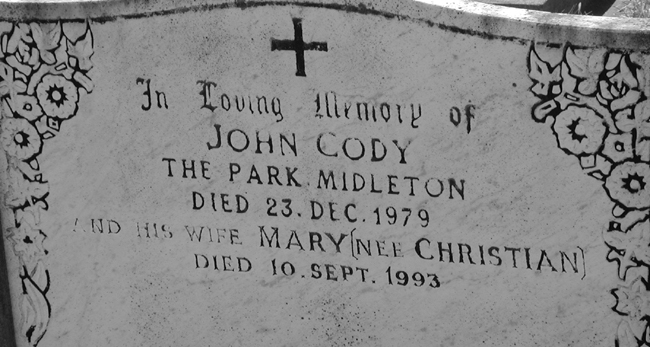 In Loving Memory of
JOHN CODY
THE PARK. MIDLETON
DIED 23. DEC. 1979
AND HIS WIFE MARY (NEE CHRISTIAN)
DIED 10. SEPT. 1993